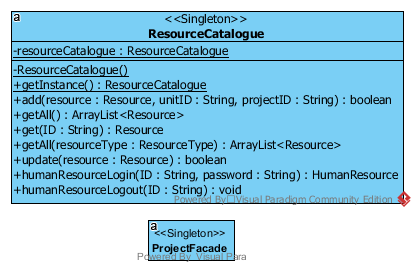 a
<<Singleton>>
ResourceCatalogue
-resourceCatalogue : ResourceCatalogue
-ResourceCatalogue()
+getInstance() : ResourceCatalogue
+add(resource : Resource, unitID : String, projectID : String) : boolean
+getAll() : ArrayList<Resource>
+get(ID : String) : Resource
+getAll(resourceType : ResourceType) : ArrayList<Resource>
+update(resource : Resource) : boolean
+humanResourceLogin(ID : String, password : String) : HumanResource
+humanResourceLogout(ID : String) : void
Powered By Visual Paradigm Community Edition
a
<<Singleton>>
ProjectFacade
Powered By Visual Para